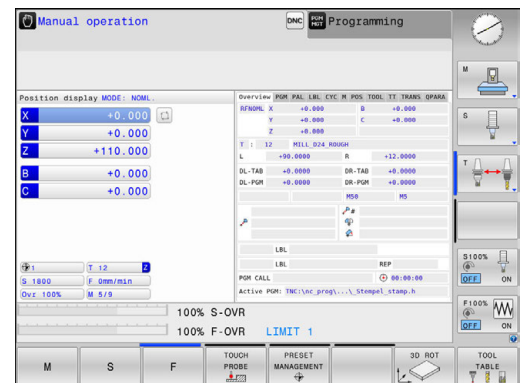 Manual operation
DNC
PGM MGT
Programming
Position display MODE: NOML.
X +0.000
Y +0.000
Z +110.000
B +0.000
C +0.000
1 T 12 Z
S 1800 F 0mm/min
Ovr 100% M 5/9
Overview PGM PAL LBL CYC M POS TOOL TT TRANS QPARA
RFNOML X +0.000 B +0.000
Y +0.000 C +0.000
Z +0.000
T : 12 MILL_D24_ROUGH
L +90.0000 R +12.0000
DL-TAB +0.0000 DR-TAB +0.0000
DL-PGM +0.0000 DR-PGM +0.0000
M50 M5
P#
LBL
LBL REP
PGM CALL 00:00:00
Active PGM: TNC:\nc_prog\...\_Stempel_stamp.h
100% S-OVR
100% F-OVR LIMIT 1
M
S
T
S100%
OFF ON
F100%
OFF ON
M
S
F
TOUCH PROBE
PRESET MANAGEMENT
3D ROT
TOOL TABLE